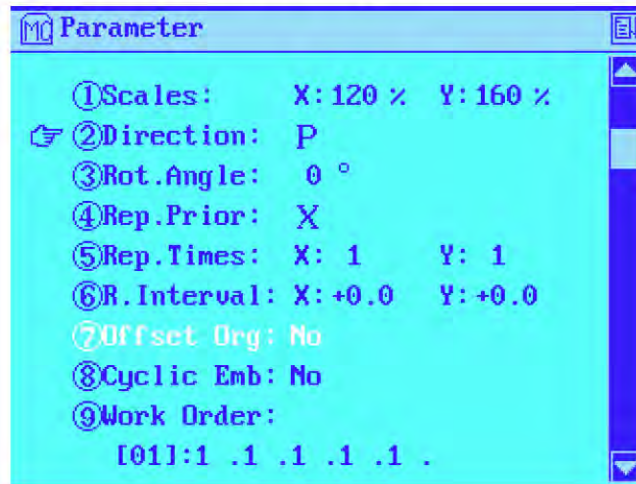 MC Parameter
①Scales: X:120 % Y:160 %
②Direction: P
③Rot.Angle: 0 °
④Rep.Prior: X
⑤Rep.Times: X: 1 Y: 1
⑥R.Interval: X:+0.0 Y:+0.0
⑦Offset Org: No
⑧Cyclic Emb: No
⑨Work Order:
[01]:1 .1 .1 .1 .1 .